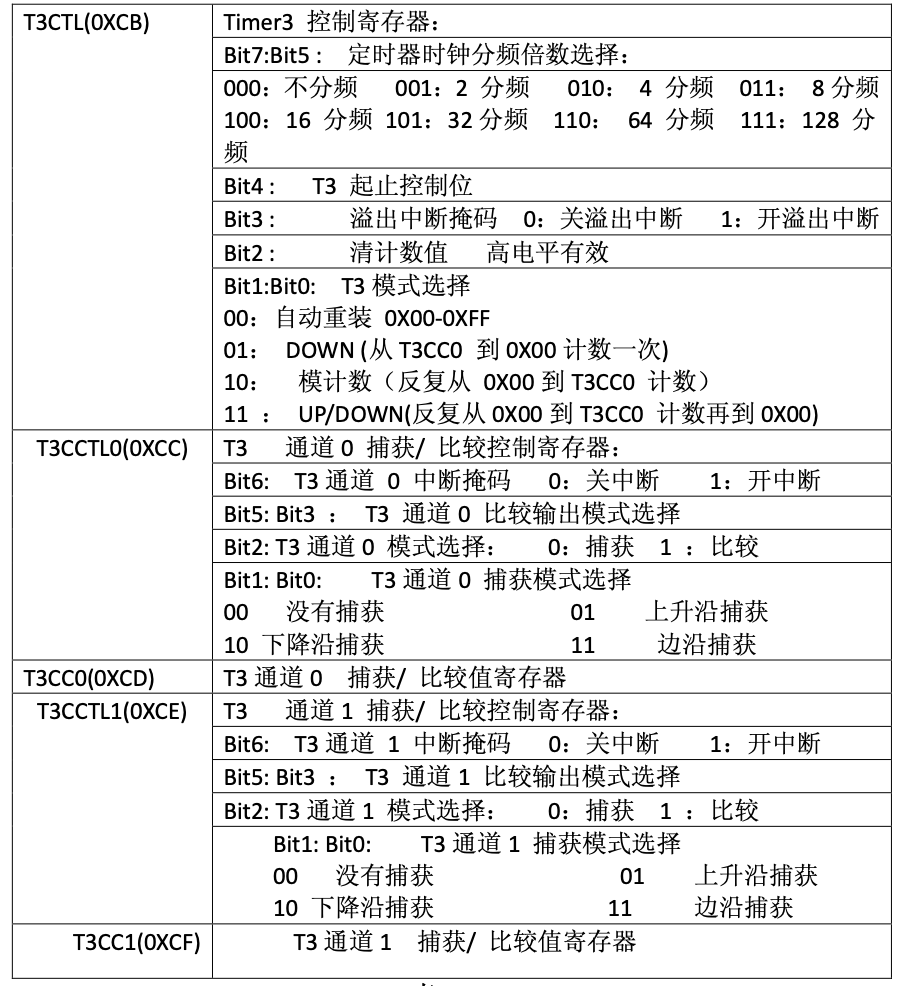 T3CTL(0XCB)
Timer3 控制寄存器：
Bit7:Bit5 : 定时器时钟分频倍数选择：
000：不分频 001：2 分频 010： 4 分频 011： 8 分频
100：16 分频 101：32 分频 110： 64 分频 111：128 分
频
Bit4 : T3 起止控制位
Bit3 : 溢出中断掩码 0：关溢出中断 1：开溢出中断
Bit2 : 清计数值 高电平有效
Bit1:Bit0: T3 模式选择
00：自动重装 0X00-0XFF
01： DOWN (从 T3CC0 到 0X00 计数一次)
10： 模计数（反复从 0X00 到 T3CC0 计数）
11 ： UP/DOWN(反复从 0X00 到 T3CC0 计数再到 0X00)
T3CCTL0(0XCC)
T3 通道 0 捕获/ 比较控制寄存器：
Bit6: T3 通道 0 中断掩码 0：关中断 1：开中断
Bit5: Bit3 ： T3 通道 0 比较输出模式选择
Bit2: T3 通道 0 模式选择： 0：捕获 1 ：比较
Bit1: Bit0: T3 通道 0 捕获模式选择
00 没有捕获 01 上升沿捕获
10 下降沿捕获 11 边沿捕获
T3CC0(0XCD)
T3 通道 0 捕获/ 比较值寄存器
T3CCTL1(0XCE)
T3 通道 1 捕获/ 比较控制寄存器：
Bit6: T3 通道 1 中断掩码 0：关中断 1：开中断
Bit5: Bit3 ： T3 通道 1 比较输出模式选择
Bit2: T3 通道 1 模式选择： 0：捕获 1 ：比较
Bit1: Bit0: T3 通道 1 捕获模式选择
00 没有捕获 01 上升沿捕获
10 下降沿捕获 11 边沿捕获
T3CC1(0XCF)
T3 通道 1 捕获/ 比较值寄存器